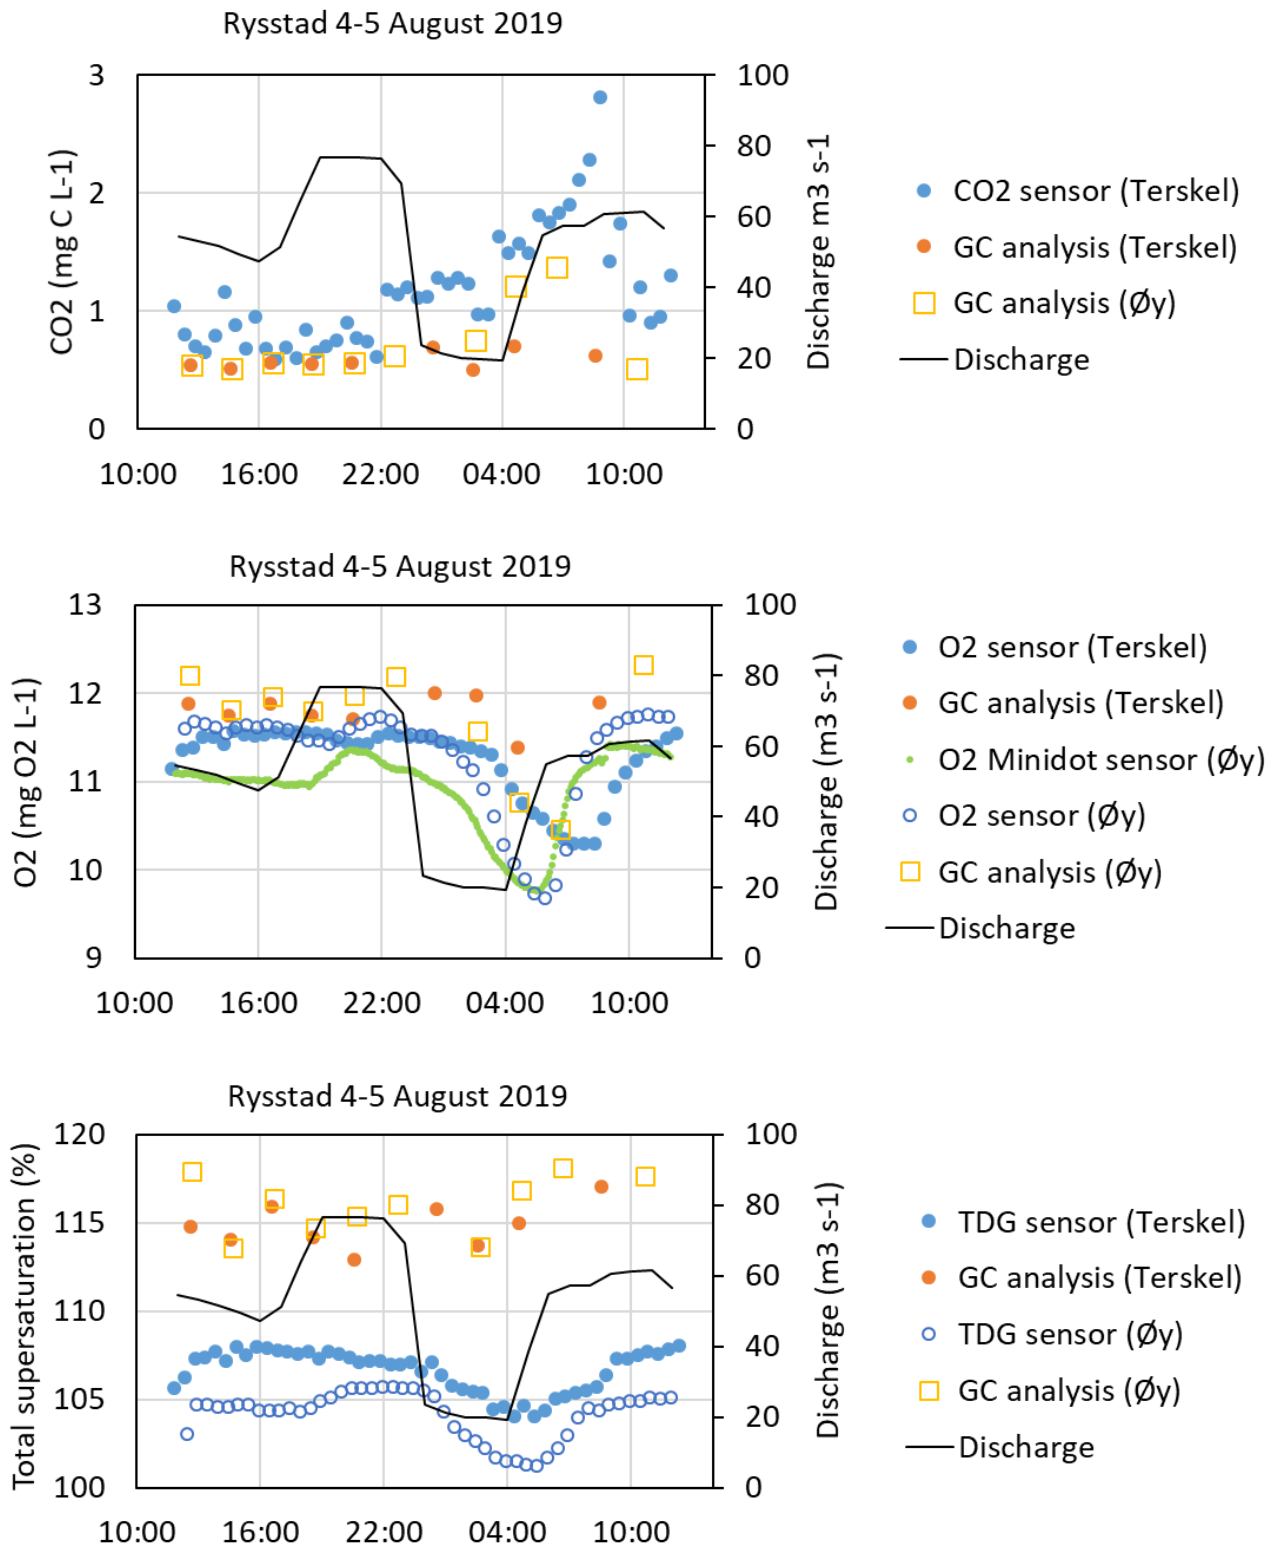 Rysstad 4-5 August 2019
3
2
1
0
CO2 (mg C L-1)
100
80
60
40
20
0
Discharge m3 s-1
10:00 16:00 22:00 04:00 10:00
CO2 sensor (Terskel)
GC analysis (Terskel)
GC analysis (Øy)
Discharge
Rysstad 4-5 August 2019
13
12
11
10
9
O2 (mg O2 L-1)
100
80
60
40
20
0
Discharge (m3 s-1)
10:00 16:00 22:00 04:00 10:00
O2 sensor (Terskel)
GC analysis (Terskel)
O2 Minidot sensor (Øy)
O2 sensor (Øy)
GC analysis (Øy)
Discharge
Rysstad 4-5 August 2019
120
115
110
105
100
Total supersaturation (%)
100
80
60
40
20
0
Discharge (m3 s-1)
10:00 16:00 22:00 04:00 10:00
TDG sensor (Terskel)
GC analysis (Terskel)
TDG sensor (Øy)
GC analysis (Øy)
Discharge